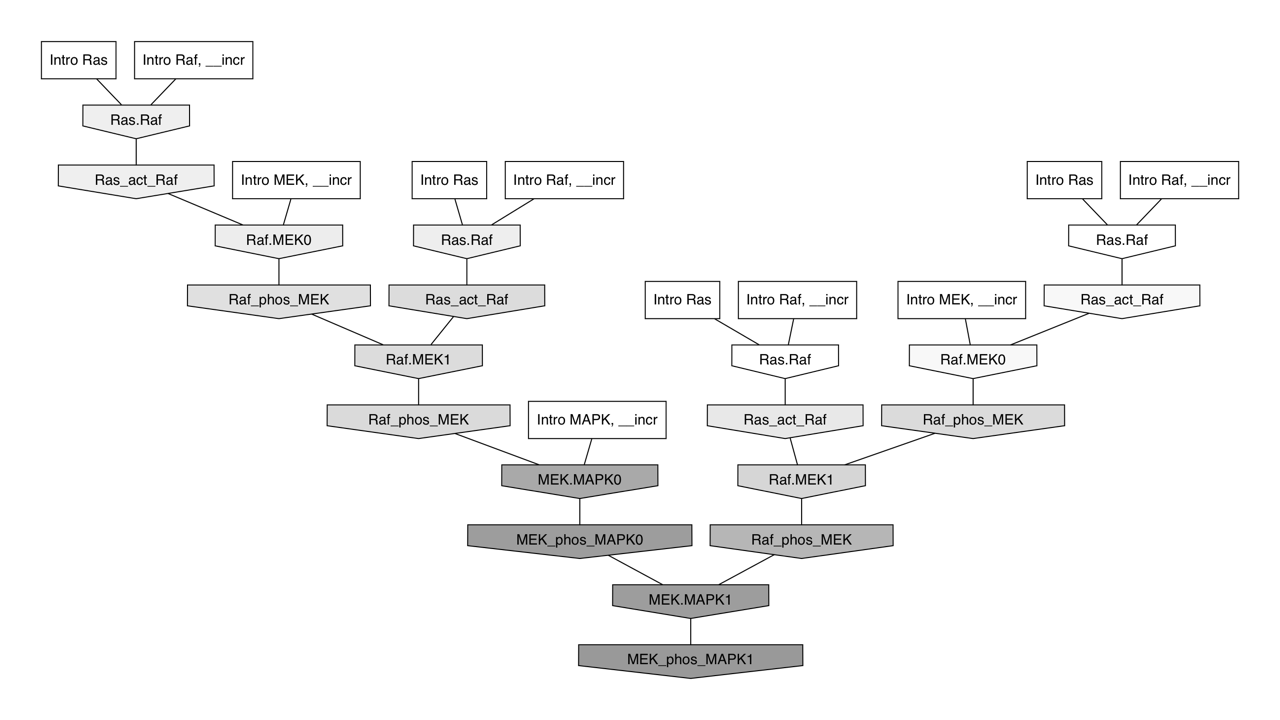 Intro Ras
Intro Raf, __incr
Ras.Raf
Ras_act_Raf
Intro MEK, __incr
Intro Ras
Intro Raf, __incr
Intro Ras
Intro Raf, __incr
Raf.MEK0
Ras.Raf
Ras.Raf
Raf_phos_MEK
Ras_act_Raf
Intro Ras
Intro Raf, __incr
Intro MEK, __incr
Ras_act_Raf
Raf.MEK1
Ras.Raf
Raf.MEK0
Raf_phos_MEK
Intro MAPK, __incr
Ras_act_Raf
Raf_phos_MEK
MEK.MAPK0
Raf.MEK1
MEK_phos_MAPK0
Raf_phos_MEK
MEK.MAPK1
MEK_phos_MAPK1